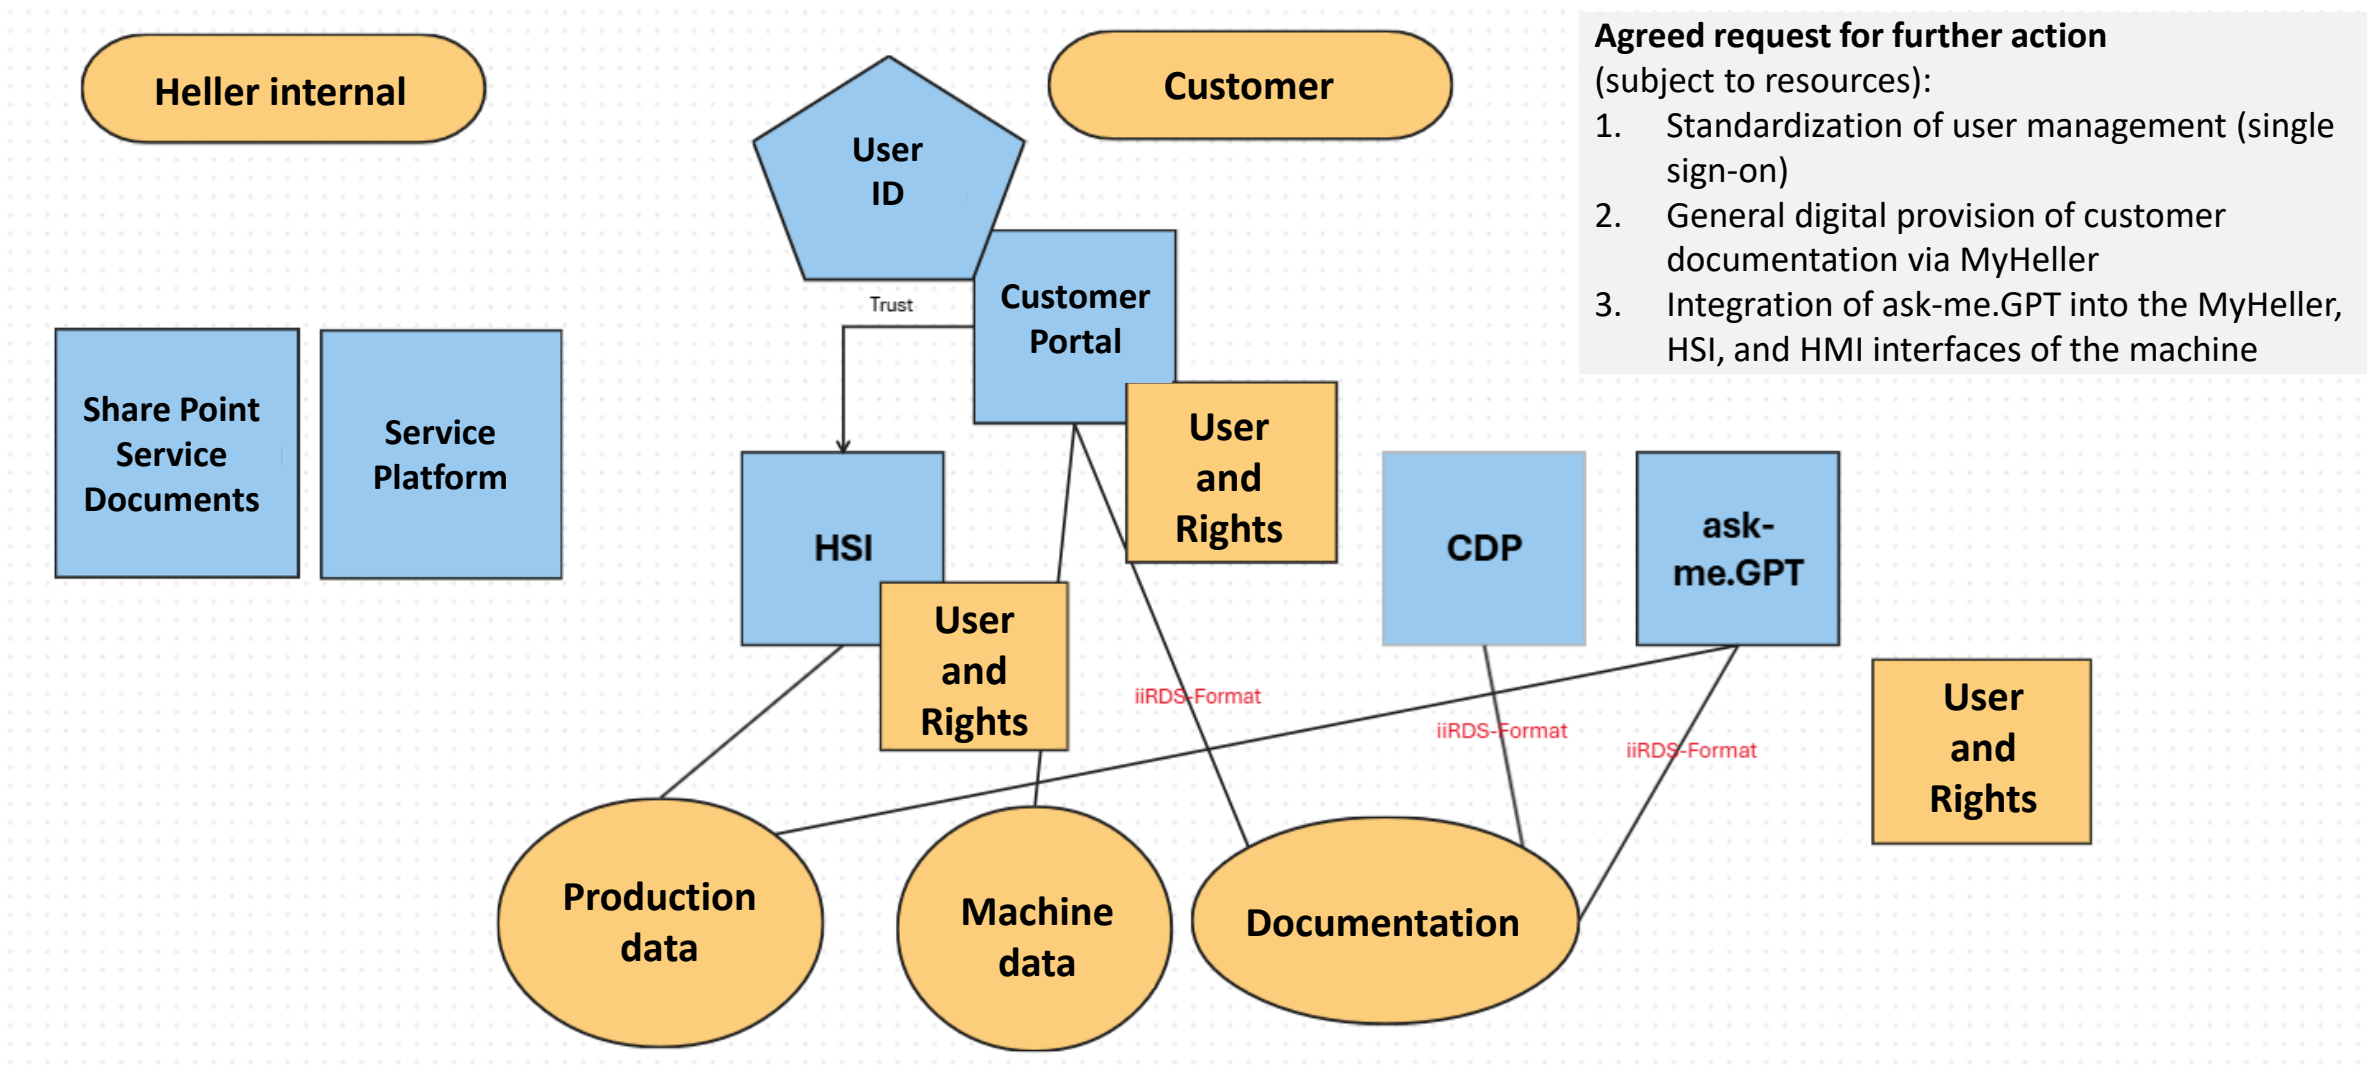 Heller internal
Customer
Agreed request for further action
(subject to resources):
1. Standardization of user management (single
sign-on)
2. General digital provision of customer
documentation via MyHeller
3. Integration of ask-me.GPT into the MyHeller,
HSI, and HMI interfaces of the machine
User
ID
Trust
Customer
Portal
Share Point
Service
Documents
Service
Platform
User
and
Rights
HSI
CDP
ask-
me.GPT
User
and
Rights
User
and
Rights
iiRDS-Format
iiRDS-Format
iiRDS-Format
Production
data
Machine
data
Documentation